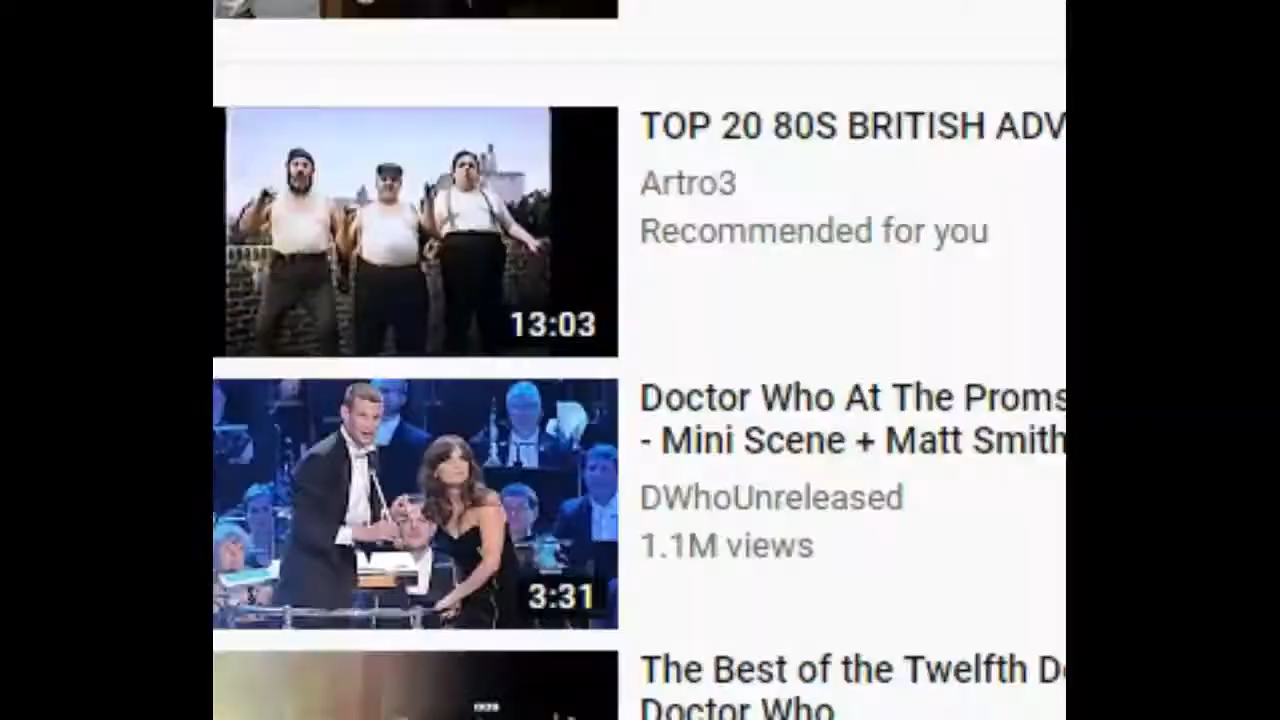 TOP 20 80S BRITISH ADV
Artro3
Recommended for you
13:03
Doctor Who At The Proms
- Mini Scene + Matt Smith
DWhoUnreleased
1.1M views
3:31
The Best of the Twelfth D
Doctor Who